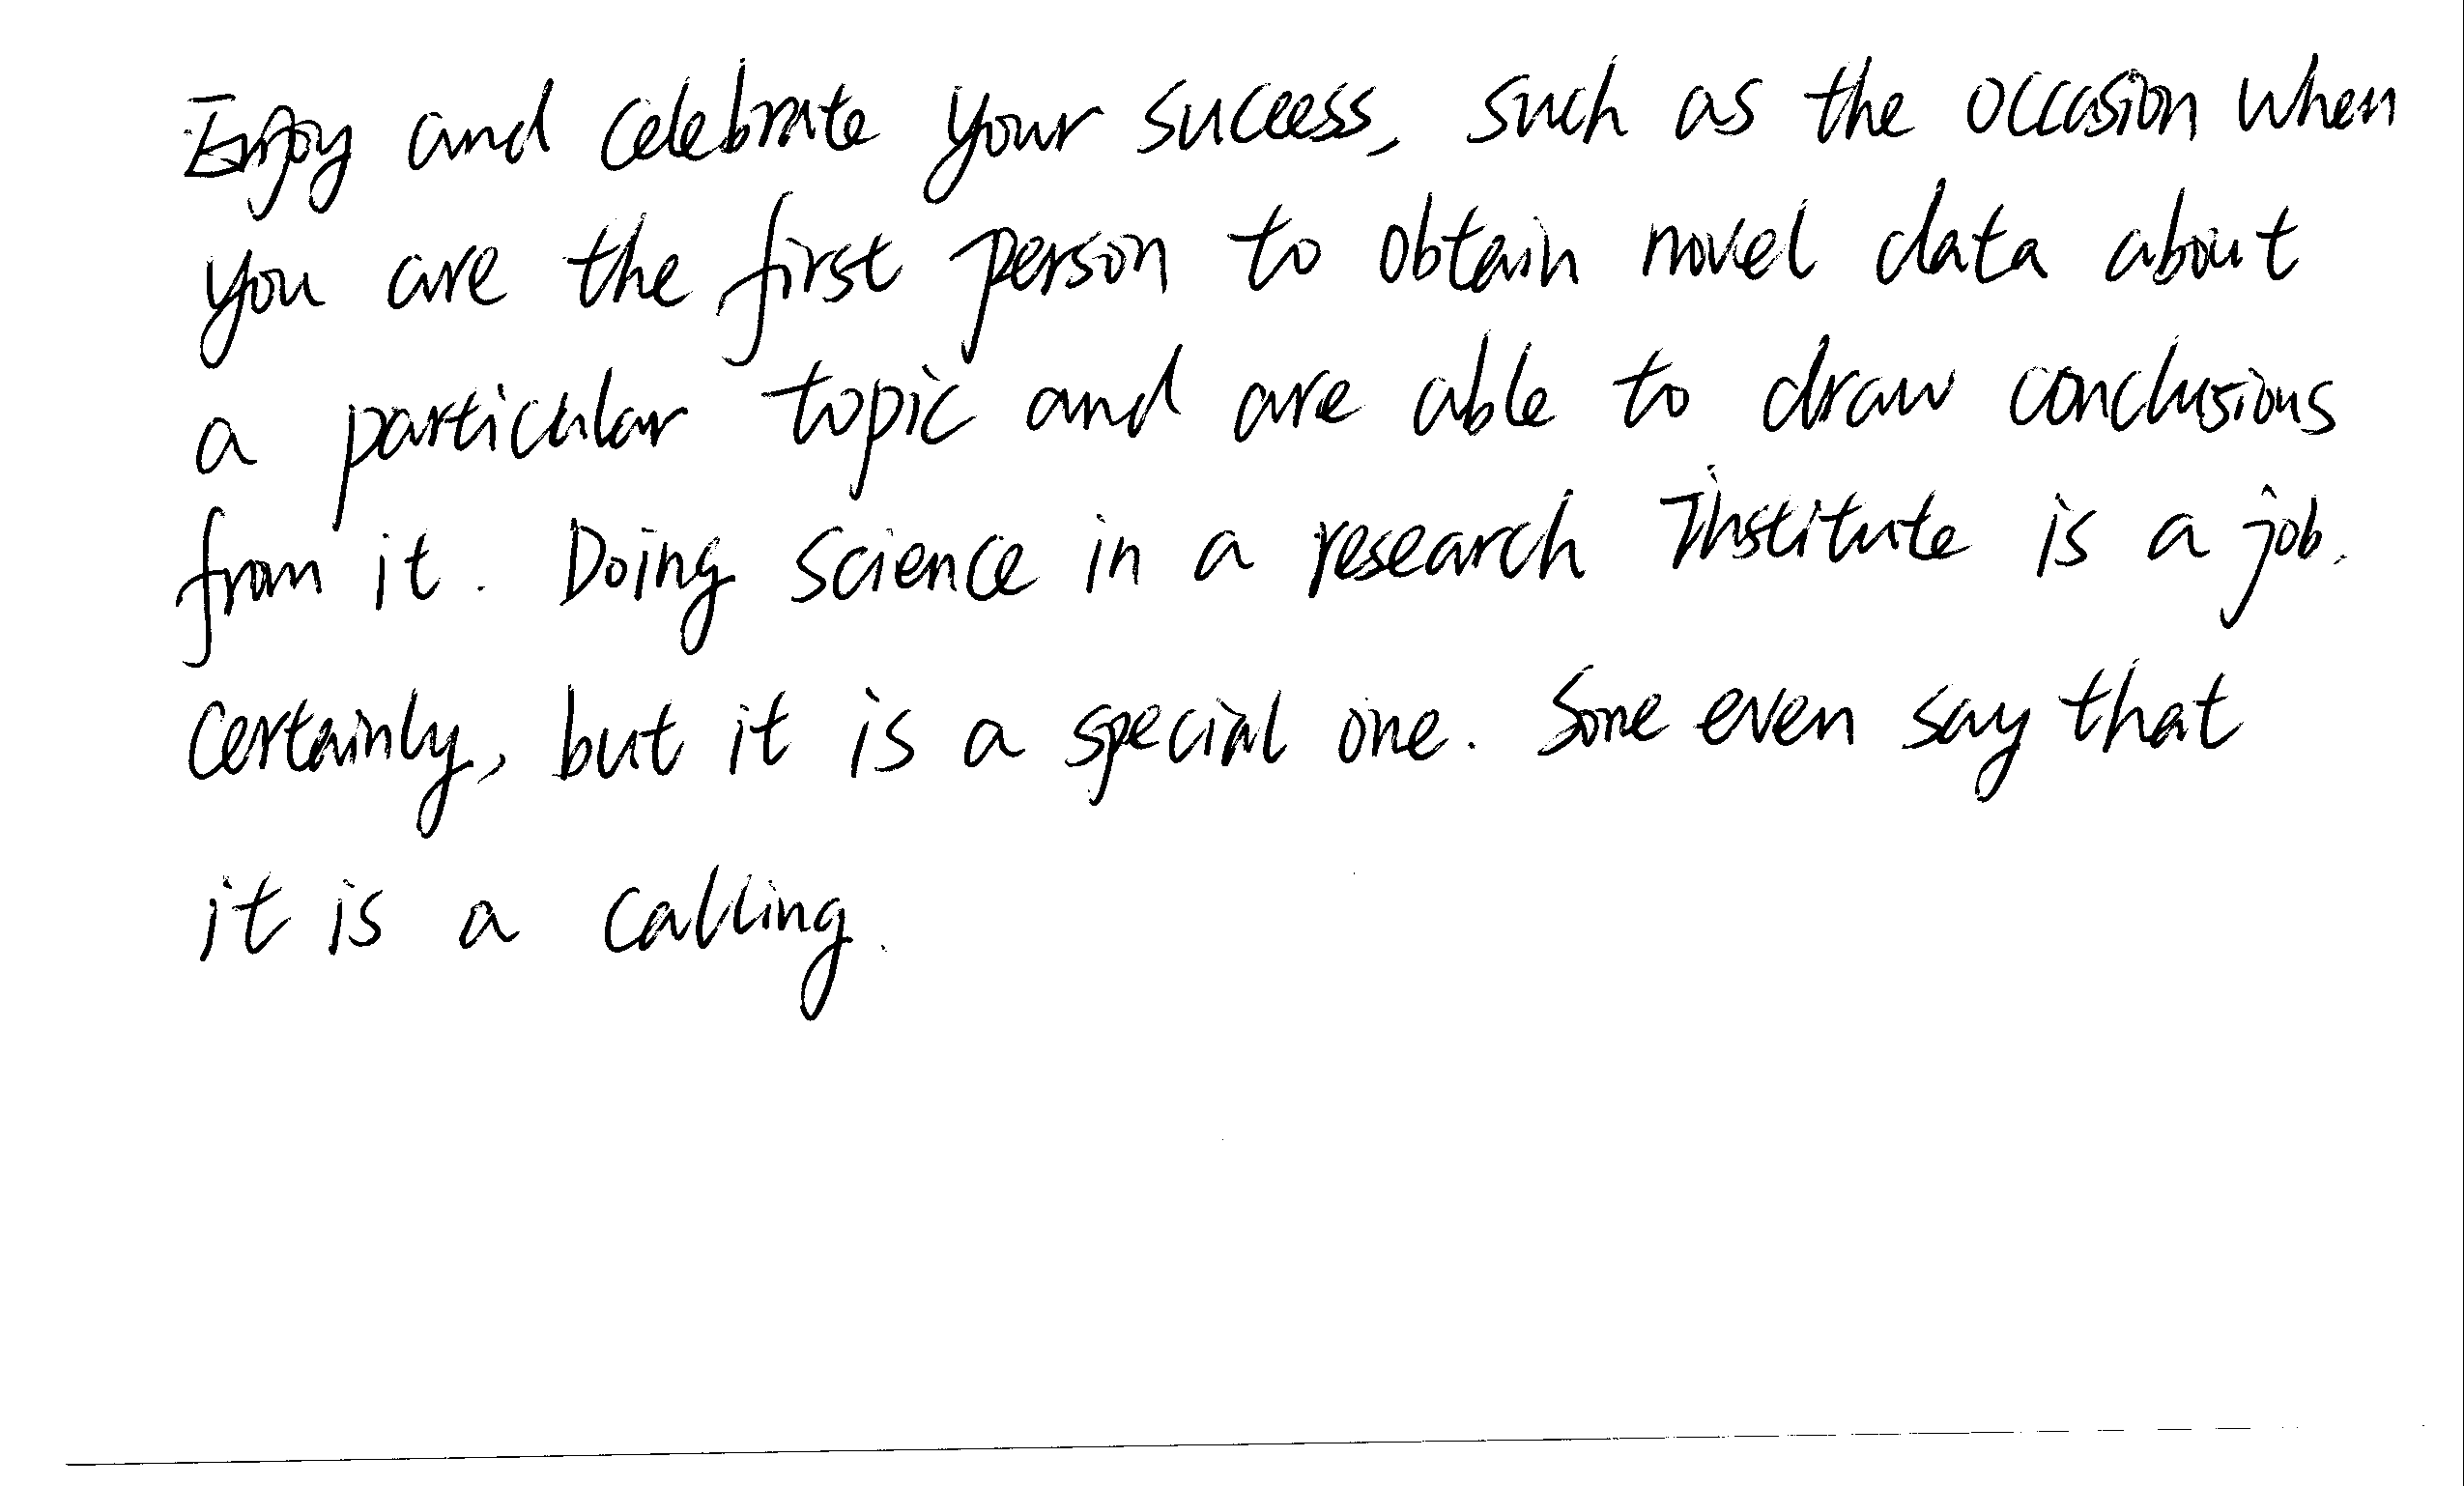 Enjoy and celebrate your success, such as the occasion when
you are the first person to obtain novel data about
a particular topic and are able to draw conclusions
from it. Doing science in a research institute is a job.
certainly, but it is a special one. Some even say that
it is a calling.